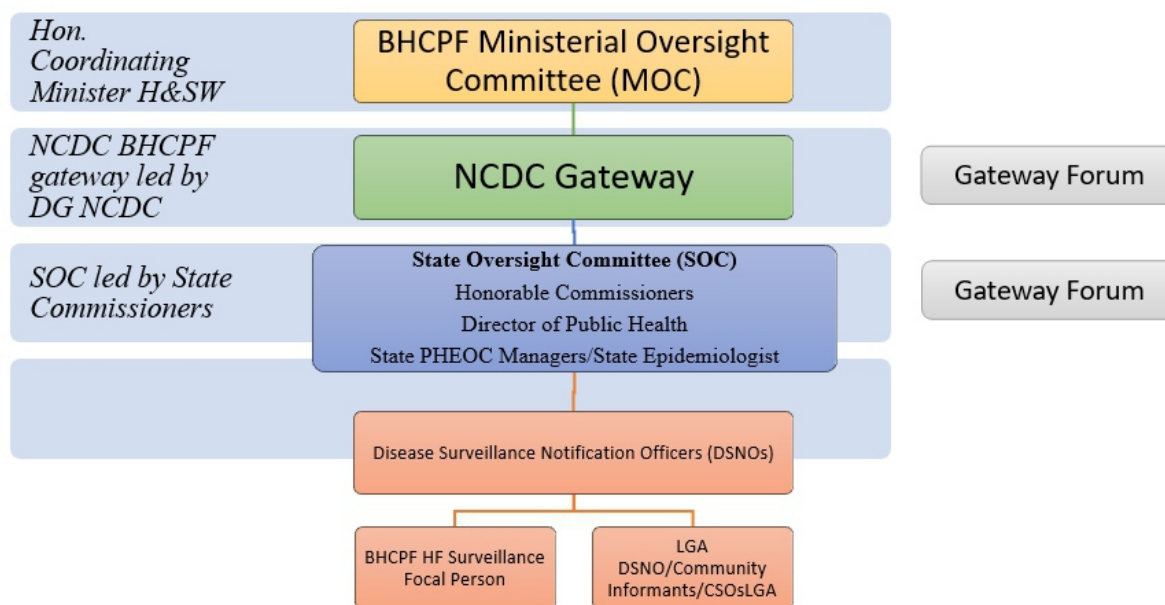 Hon.
Coordinating
Minister H&SW
BHCPF Ministerial Oversight
Committee (MOC)
NCDC BHCPF
gateway led by
DG NCDC
NCDC Gateway
Gateway Forum
SOC led by State
Commissioners
State Oversight Committee (SOC)
Honorable Commissioners
Director of Public Health
State PHEOC Managers/State Epidemiologist
Gateway Forum
Disease Surveillance Notification Officers (DSNOs)
BHCPF HF Surveillance
Focal Person
LGA
DSNO/Community
Informants/CSOsLGA